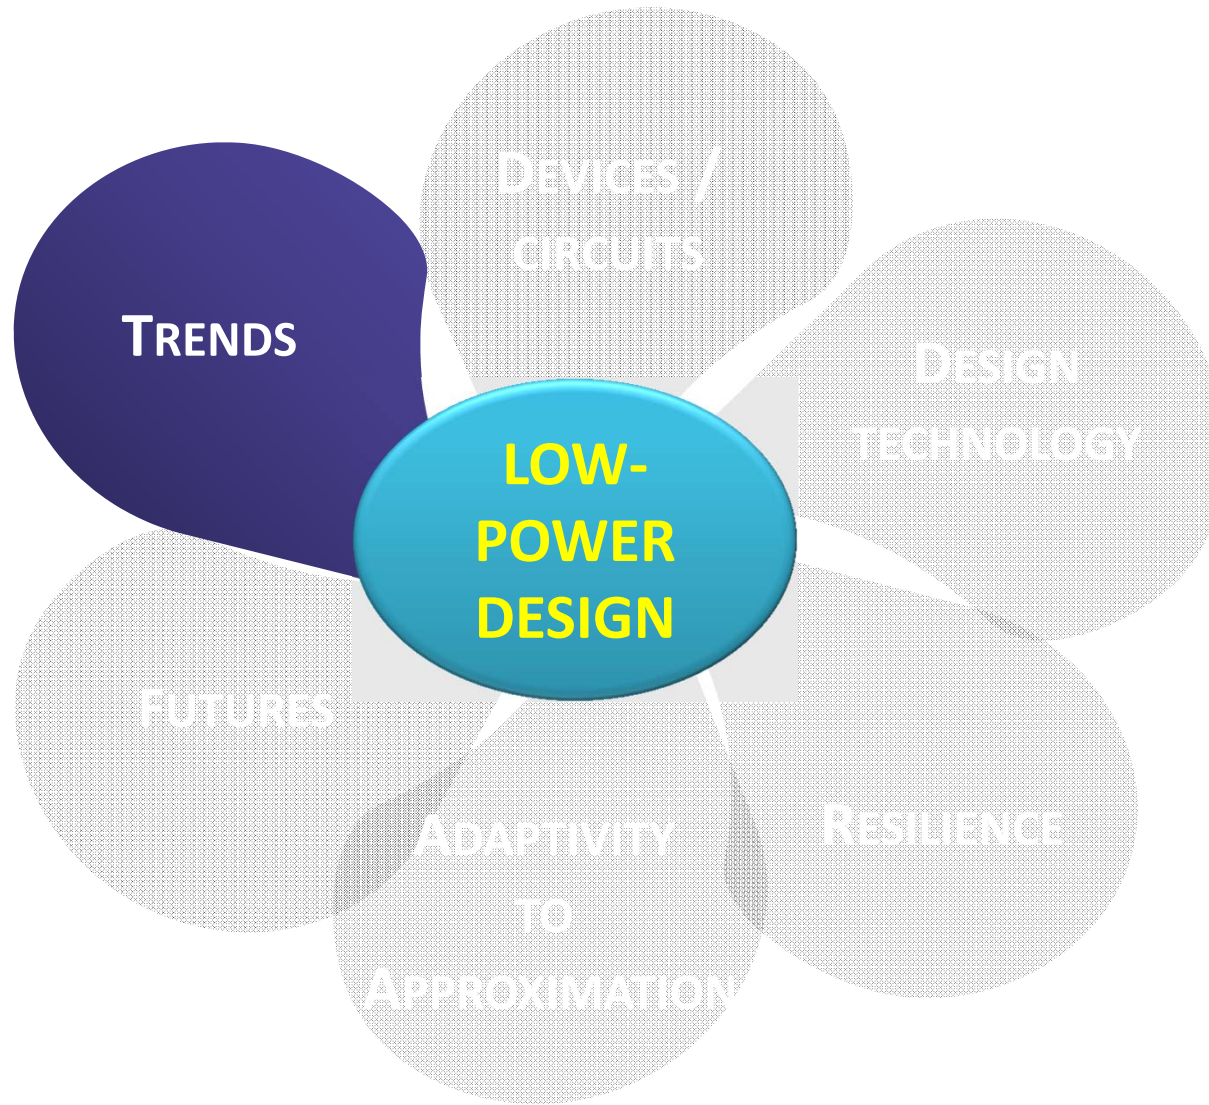 DEVICES /
CIRCUITS
TRENDS
DESIGN
TECHNOLOGY
LOW-
POWER
DESIGN
FUTURES
RESILIENCE
ADAPTIVITY
TO
APPROXIMATION